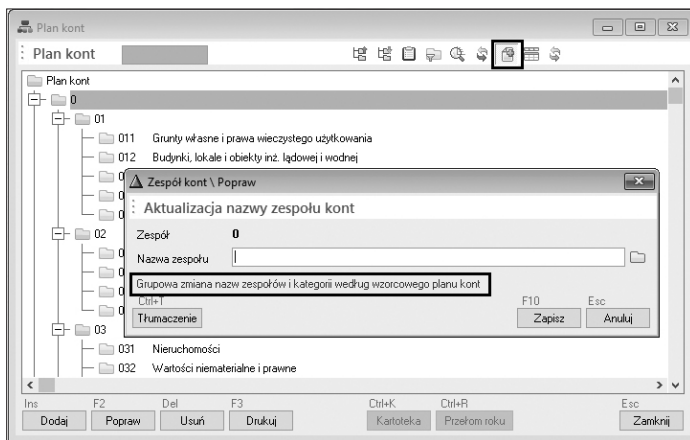 Plan kont
Plan kont
Plan kont
0
01
011 Grunty własne i prawa wieczystego użytkowania
012 Budynki, lokale i obiekty inż. lądowej i wodnej
Zespół kont \ Popraw
Aktualizacja nazwy zespołu kont
Zespół 0
02
Nazwa zespołu
Grupowa zmiana nazw zespołów i kategorii według wzorcowego planu kont
Ctrl+T F10 Esc
Tłumaczenie Zapisz Anuluj
03
031 Nieruchomości
032 Wartości niematerialne i prawne
Ins F2 Del F3 Ctrl+K Ctrl+R Esc
Dodaj Popraw Usuń Drukuj Kartoteka Przełom roku Zamknij